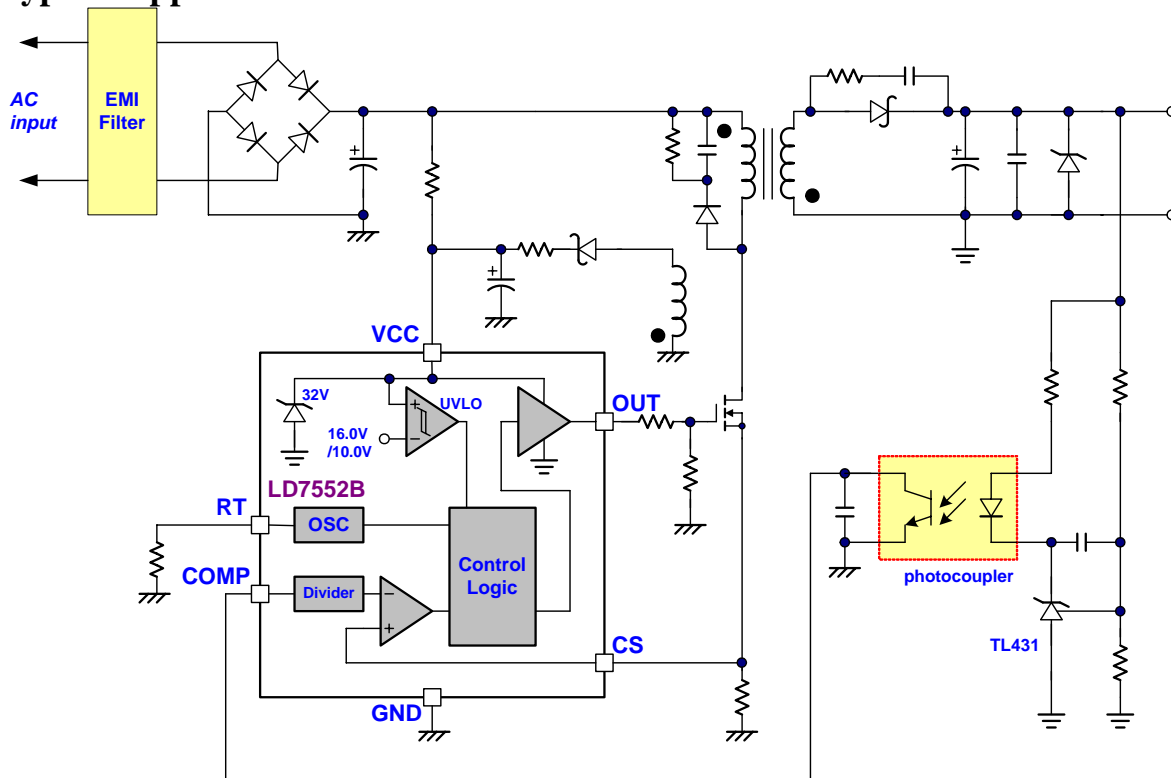 AC
input
EMI
Filter
+
+
+
VCC
32V
+
UVLO
16.0V
/10.0V
−
OUT
LD7552B
RT
OSC
COMP
Divider
−
+
Control
Logic
CS
GND
photocoupler
TL431